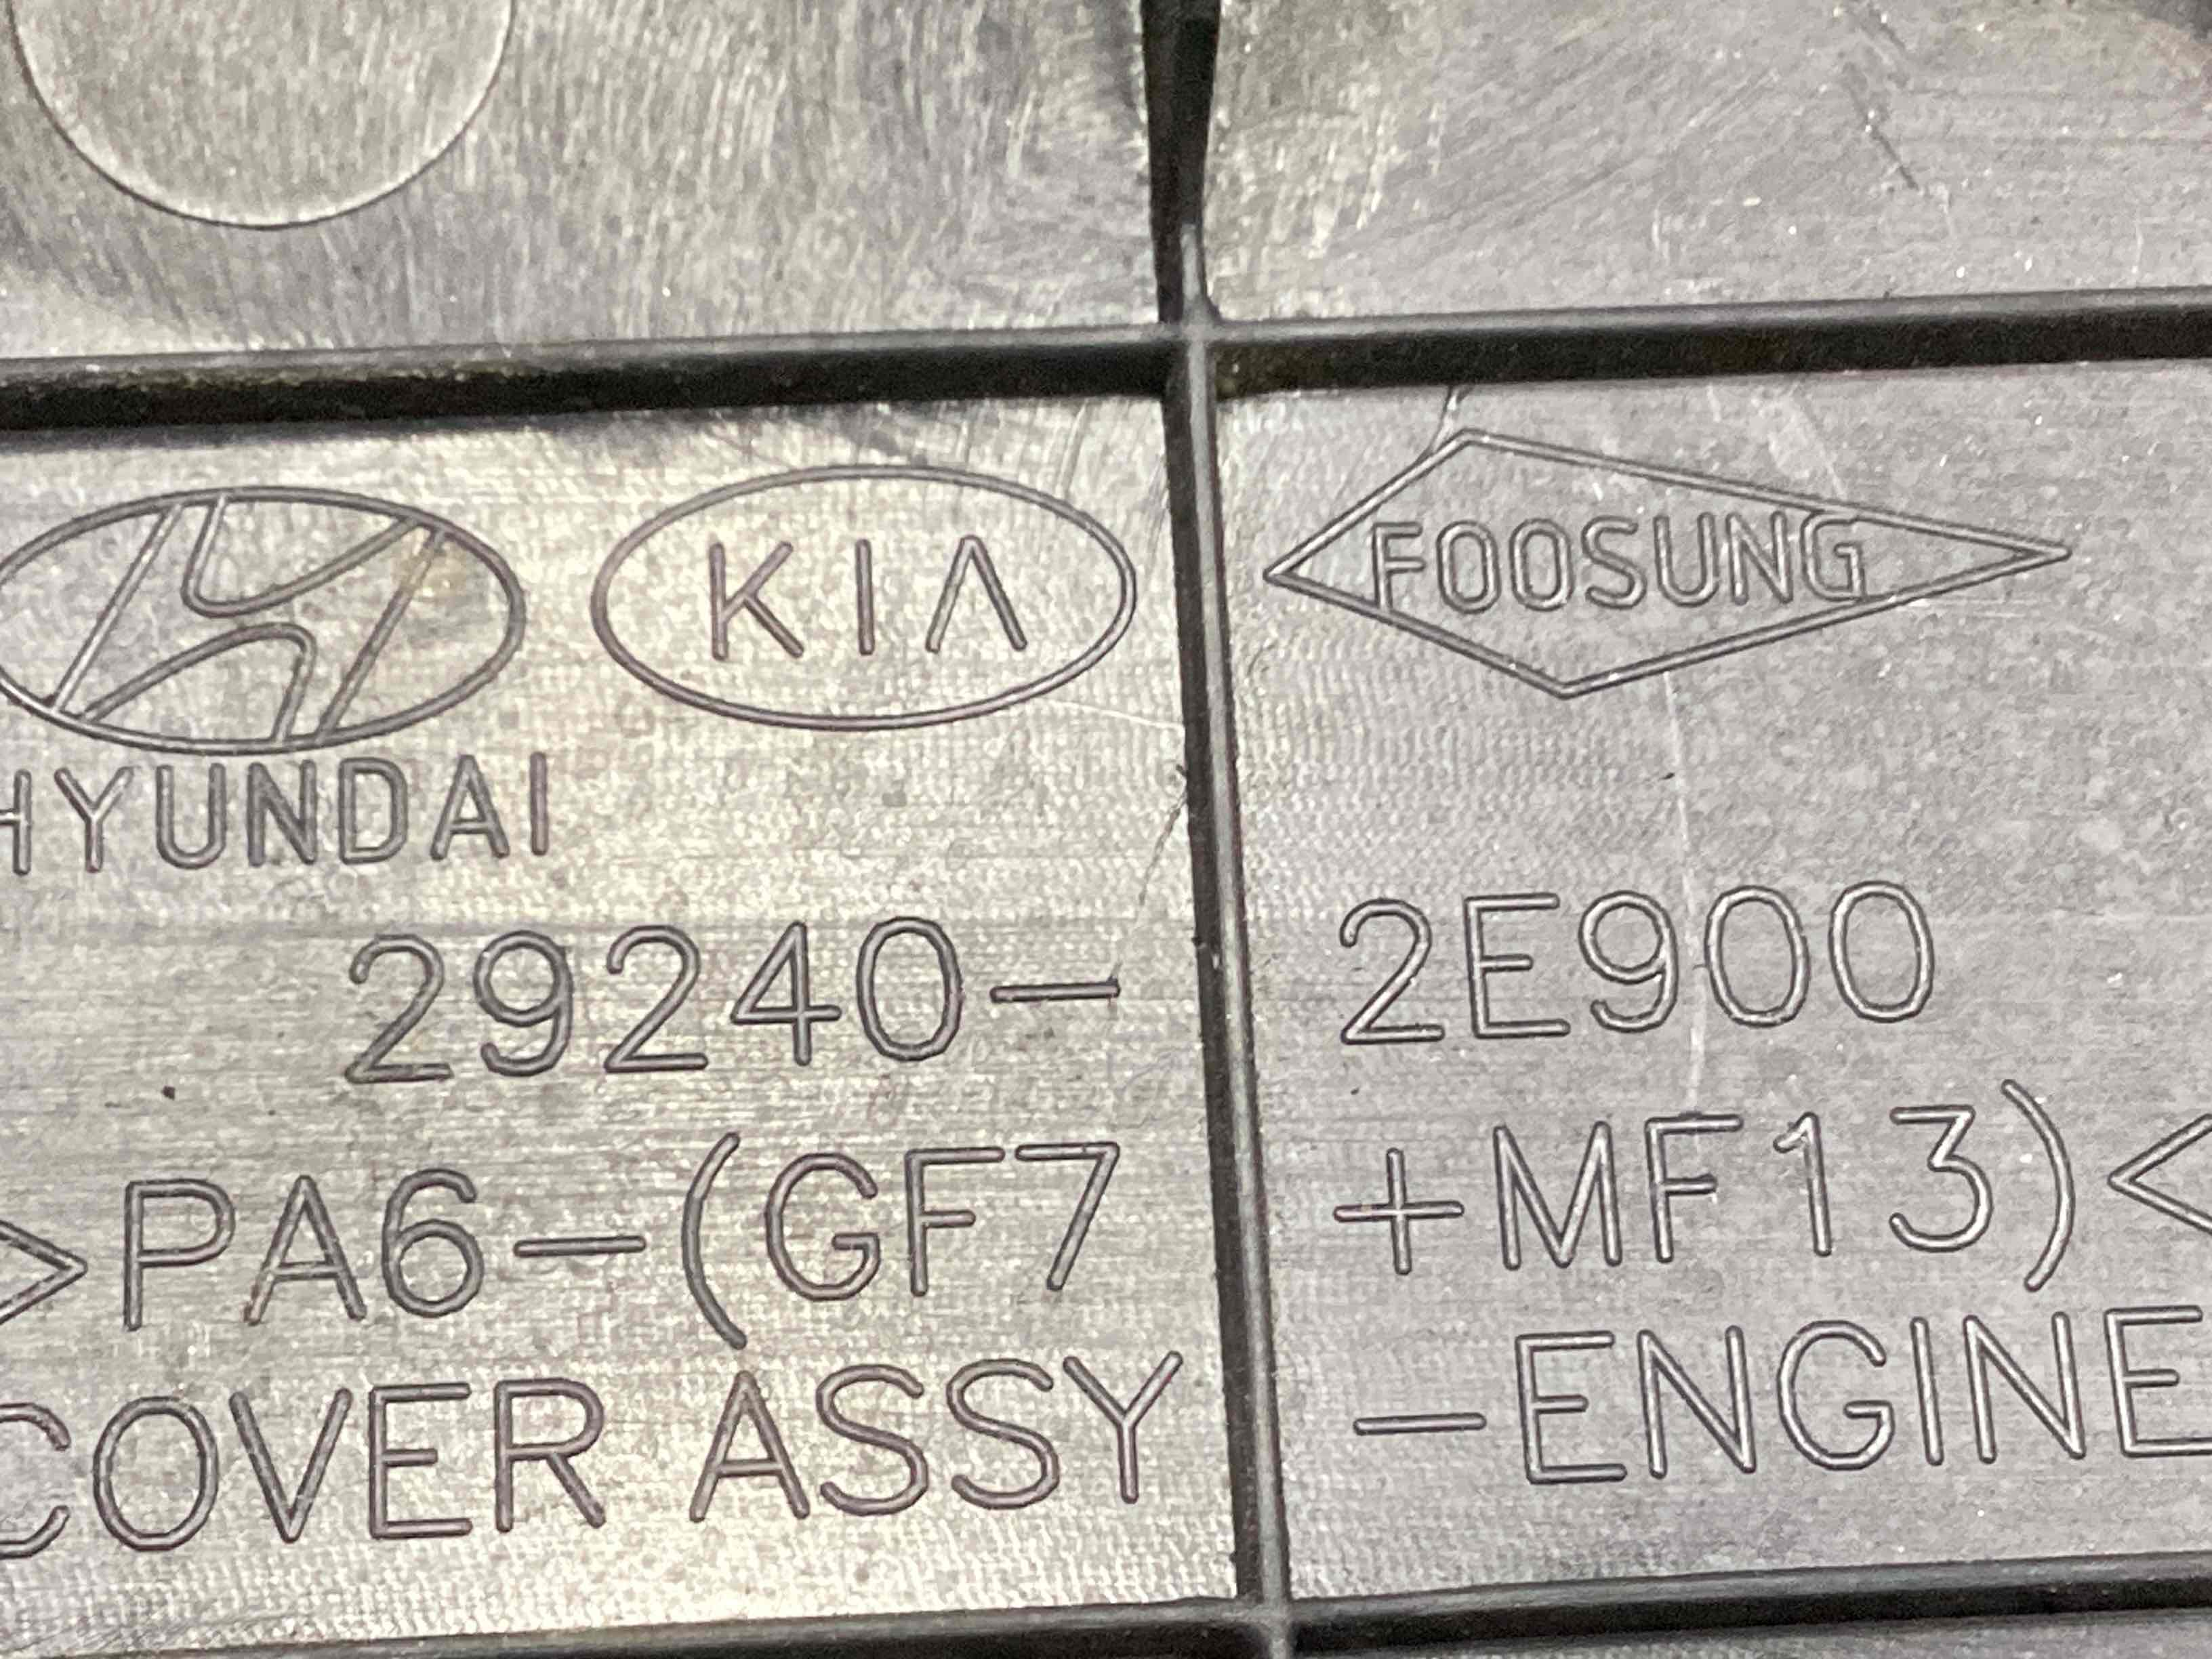 KIA FOOSUNG
HYUNDAI
29240- 2E900
>PA6-(GF7 +MF13)<
COVER ASSY -ENGINE